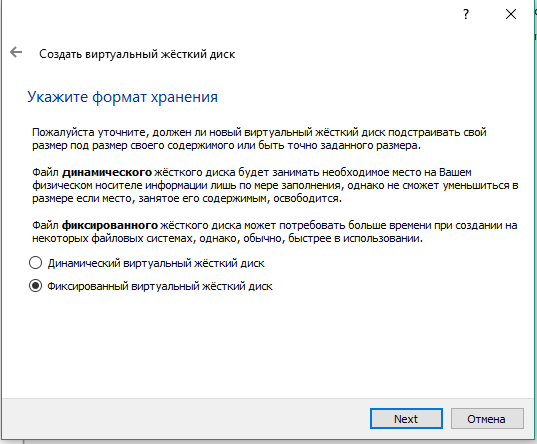 ?
Создать виртуальный жёсткий диск
Укажите формат хранения
Пожалуйста уточните, должен ли новый виртуальный жёсткий диск подстраивать свой
размер под размер своего содержимого или быть точно заданного размера.
Файл динамического жёсткого диска будет занимать необходимое место на Вашем
физическом носителе информации лишь по мере заполнения, однако не сможет уменьшиться в
размере если место, занятое его содержимым, освободится.
Файл фиксированного жёсткого диска может потребовать больше времени при создании на
некоторых файловых системах, однако, обычно, быстрее в использовании.
Динамический виртуальный жёсткий диск
Фиксированный виртуальный жёсткий диск
Next
Отмена